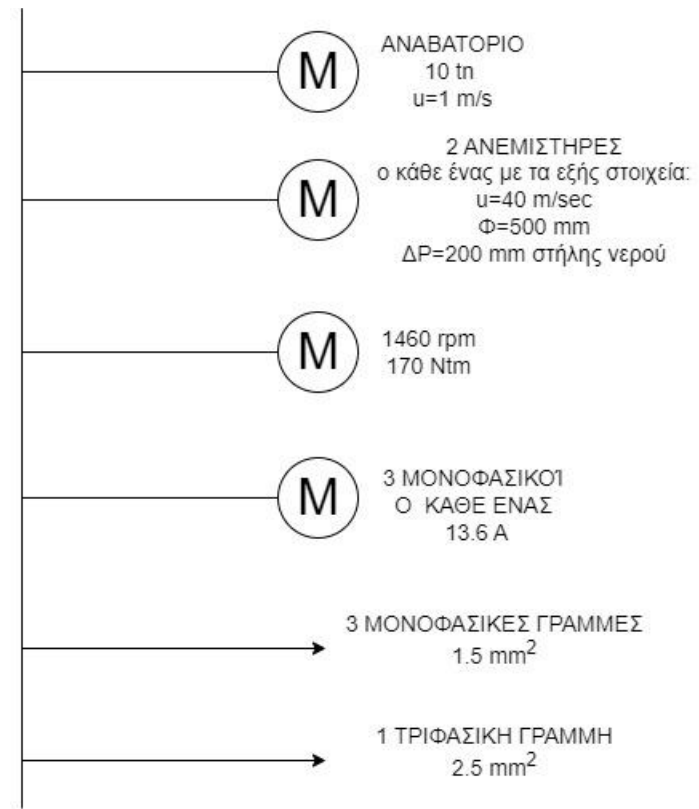 M
ΑΝΑΒΑΤΟΡΙΟ
10 tn
u=1 m/s
M
2 ΑΝΕΜΙΣΤΗΡΕΣ
ο κάθε ένας με τα εξής στοιχεία:
u=40 m/sec
Φ=500 mm
ΔΡ=200 mm στήλης νερού
M
1460 rpm
170 Ntm
M
3 ΜΟΝΟΦΑΣΙΚΟΊ
Ο ΚΑΘΕ ΕΝΑΣ
13.6 A
3 ΜΟΝΟΦΑΣΙΚΕΣ ΓΡΑΜΜΕΣ
1.5 mm²
1 ΤΡΙΦΑΣΙΚΗ ΓΡΑΜΜΗ
2.5 mm²